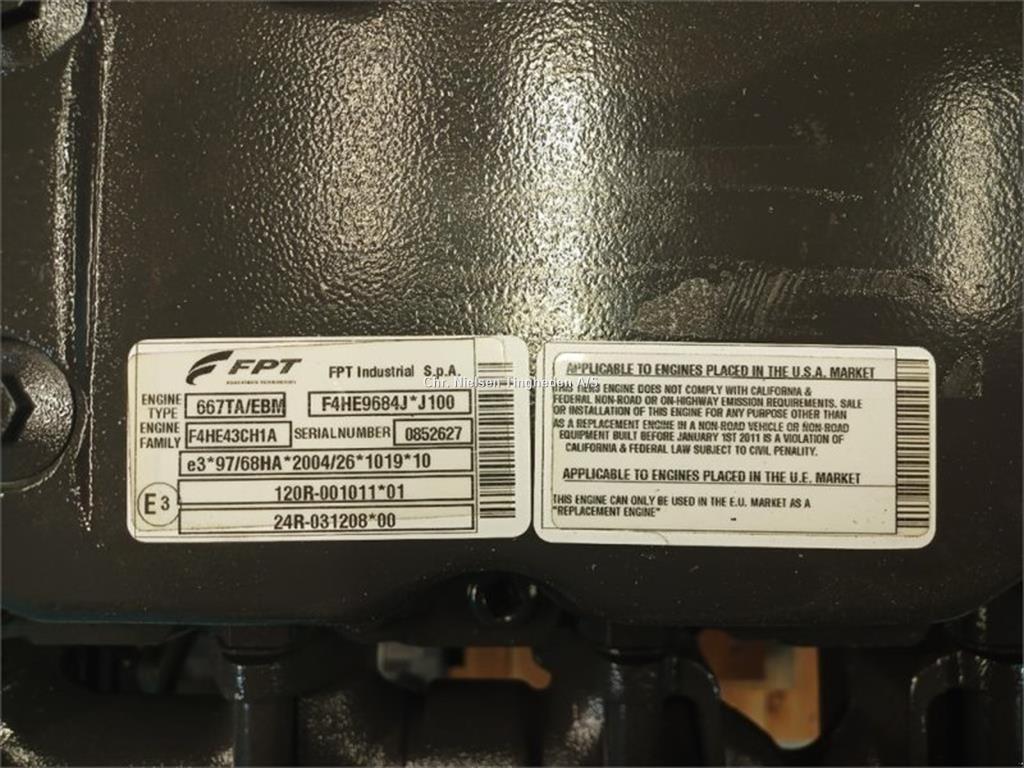 FPT
POWERTRAIN TECHNOLOGIES
FPT Industrial S.p.A.
ENGINE TYPE 667TA/EBM F4HE9684J*J100
ENGINE FAMILY F4HE43CH1A SERIAL NUMBER 0852627
e3*97/68HA*2004/26*1019*10
E3
120R-001011*01
24R-031208*00
Chr. Nielsen Tingheden A/S
APPLICABLE TO ENGINES PLACED IN THE U.S.A. MARKET
ENGINE DOES NOT COMPLY WITH CALIFORNIA &
FEDERAL NON-ROAD OR ON-HIGHWAY EMISSION REQUIREMENTS. SALE
OR INSTALLATION OF THIS ENGINE FOR ANY PURPOSE OTHER THAN
AS A REPLACEMENT ENGINE IN A NON-ROAD VEHICLE OR NON-ROAD
EQUIPMENT BUILT BEFORE JANUARY 1ST 2011 IS A VIOLATION OF
CALIFORNIA & FEDERAL LAW SUBJECT TO CIVIL PENALTY.
APPLICABLE TO ENGINES PLACED IN THE U.E. MARKET
THIS ENGINE CAN ONLY BE USED IN THE E.U. MARKET AS A
"REPLACEMENT ENGINE"